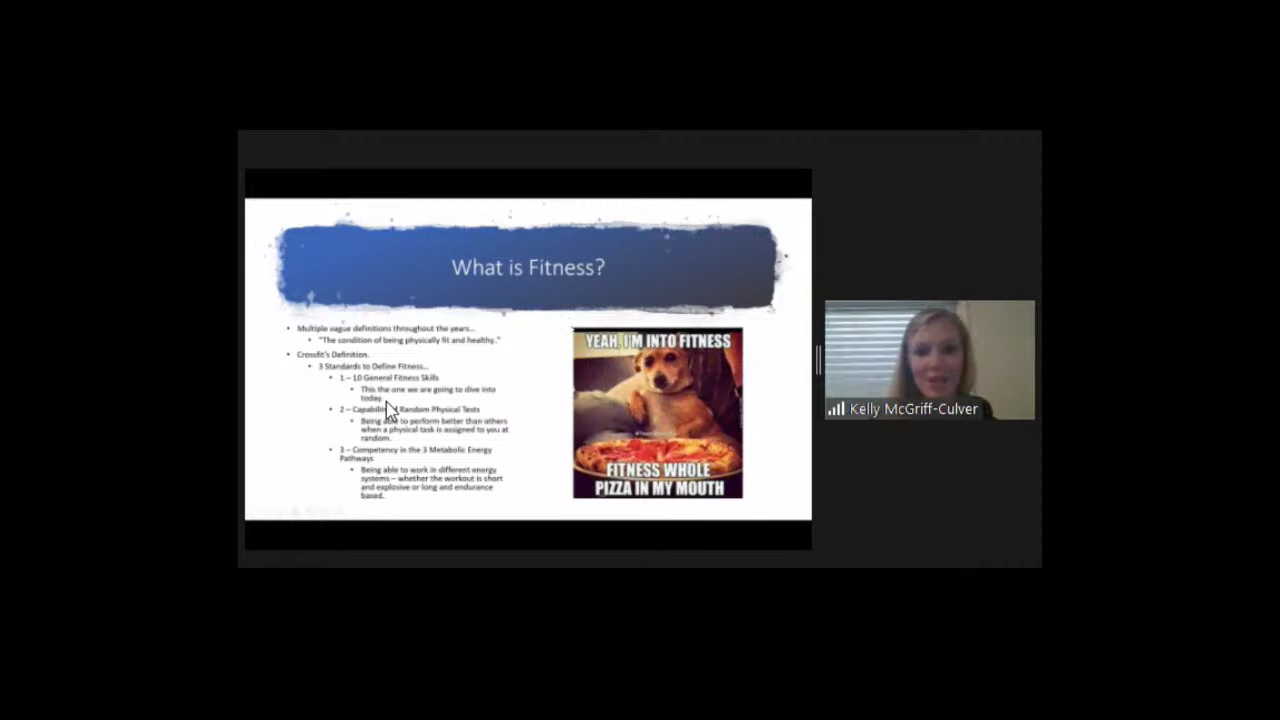 What is Fitness?
Multiple vague definitions throughout the years...
"The condition of being physically fit and healthy."
Crossfit's Definition.
3 Standards to Define Fitness...
1 – 10 General Fitness Skills
This the one we are going to dive into
today.
2 – Random Physical Tests
Being to perform better than others
when a physical task is assigned to you at
random.
3 – Competency in the 3 Metabolic Energy
Pathways
Being able to work in different energy
systems – whether the workout is short
and explosive or long and endurance
based.
YEAH, I'M INTO FITNESS
FITNESS WHOLE
PIZZA IN MY MOUTH
Kelly McGriff-Culver